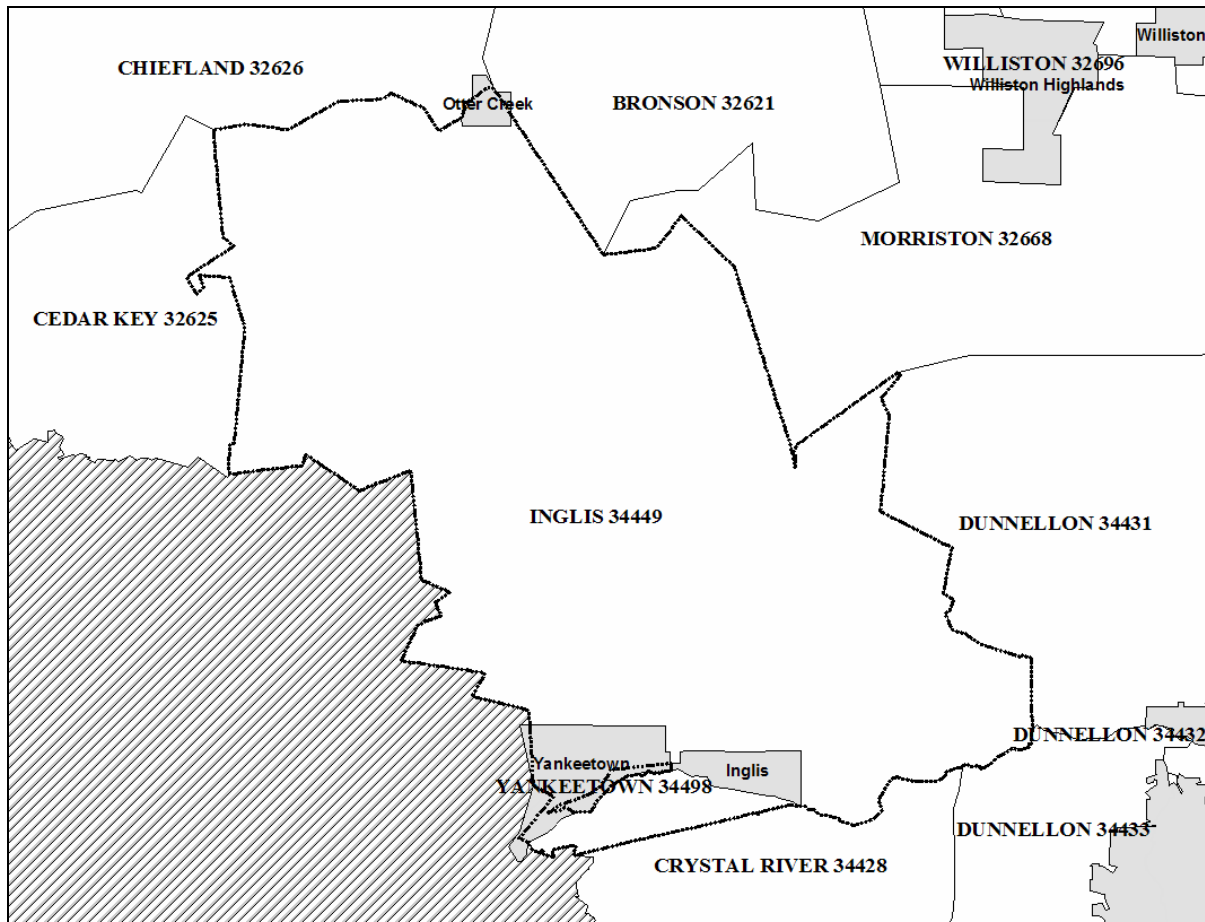 Williston
CHIEFLAND 32626
WILLISTON 32696
Williston Highlands
Otter Creek
BRONSON 32621
MORRISTON 32668
CEDAR KEY 32625
INGLIS 34449
DUNNELLON 34431
DUNNELLON 34432
Yankeetown
Inglis
YANKEETOWN 34498
DUNNELLON 34433
CRYSTAL RIVER 34428